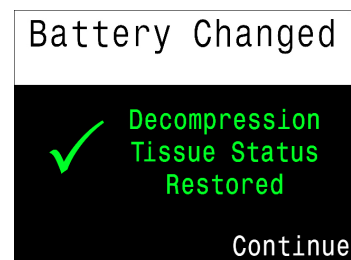 Battery Changed
Decompression
Tissue Status
Restored
Continue